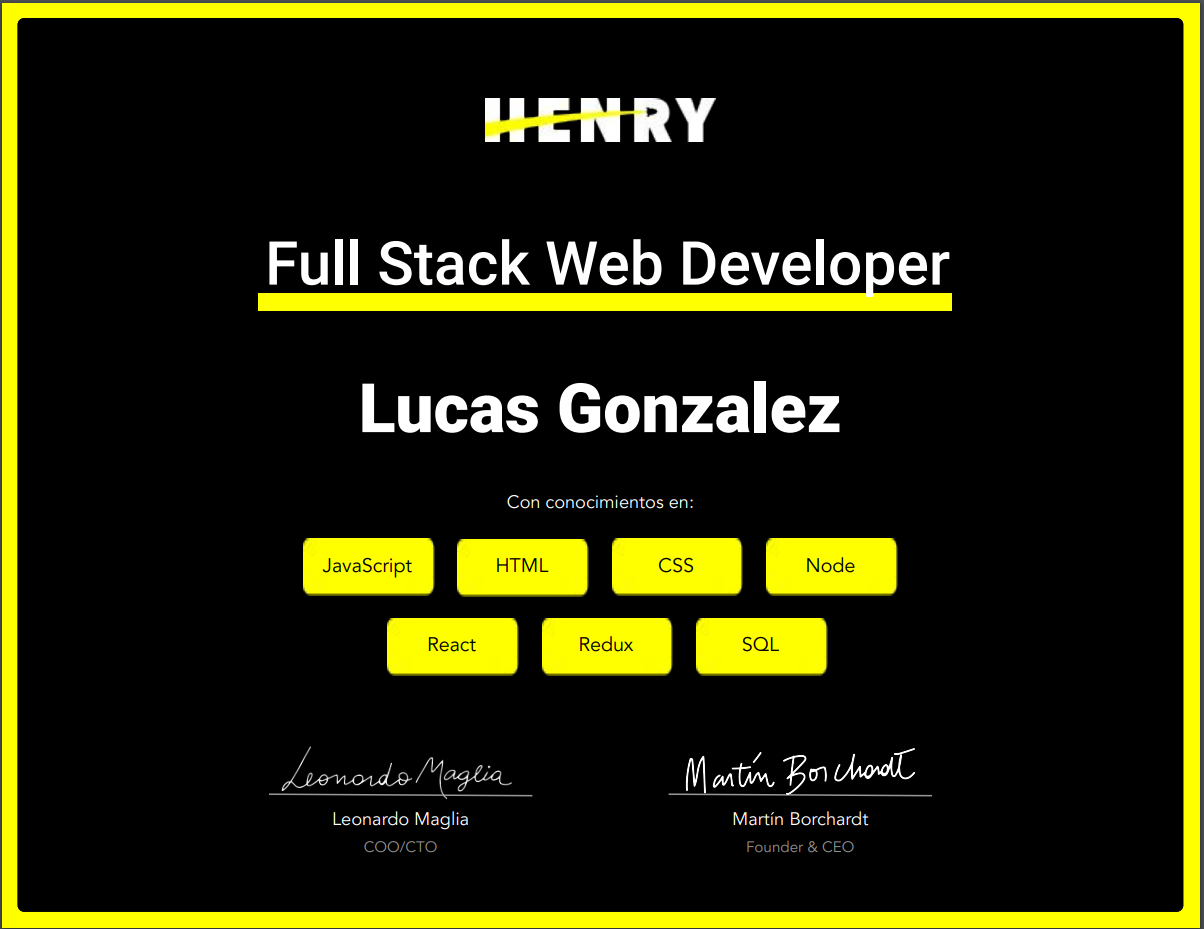 HENRY
Full Stack Web Developer
Lucas Gonzalez
Con conocimientos en:
JavaScript HTML CSS Node
React Redux SQL
Leonardo Maglia Martín Borchardt
Leonardo Maglia Martín Borchardt
COO/CTO Founder & CEO